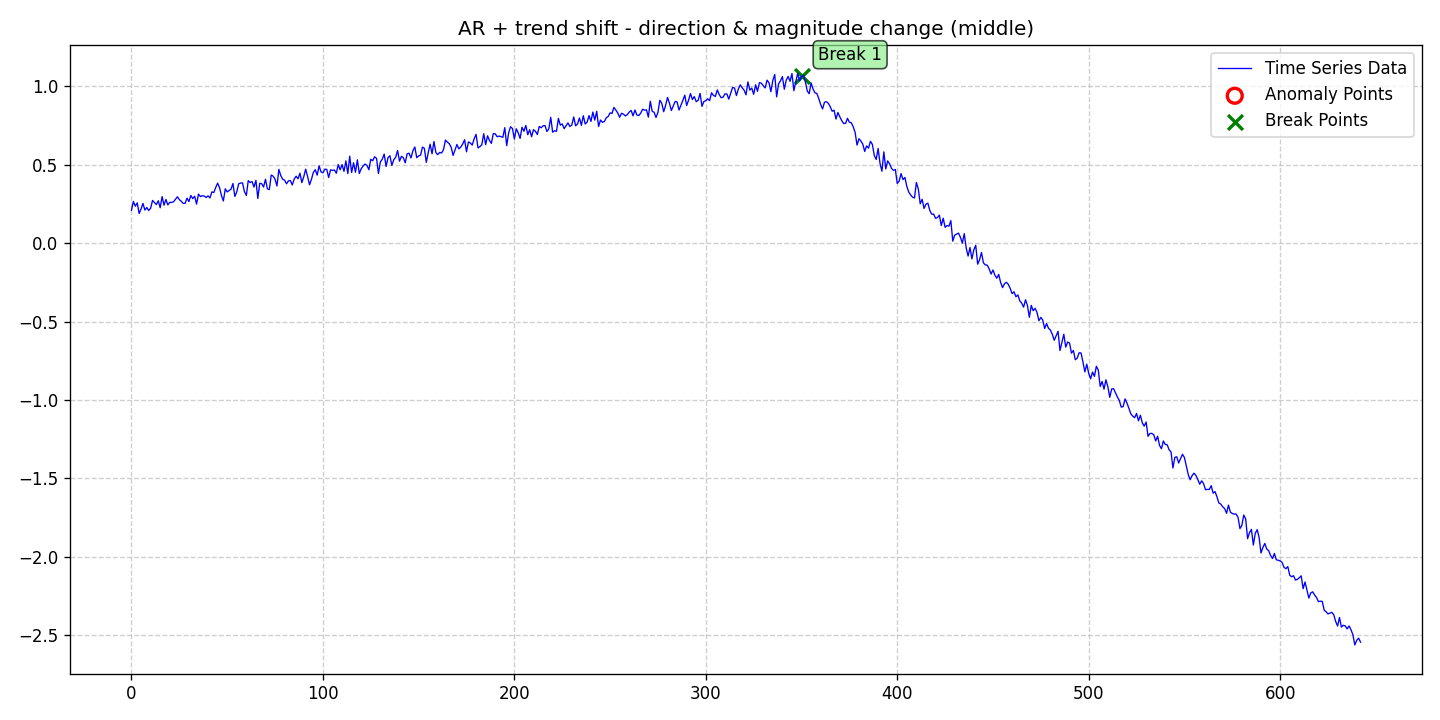 AR + trend shift - direction & magnitude change (middle)
Break 1
Time Series Data
Anomaly Points
Break Points
1.0
0.5
0.0
−0.5
−1.0
−1.5
−2.0
−2.5
0 100 200 300 400 500 600